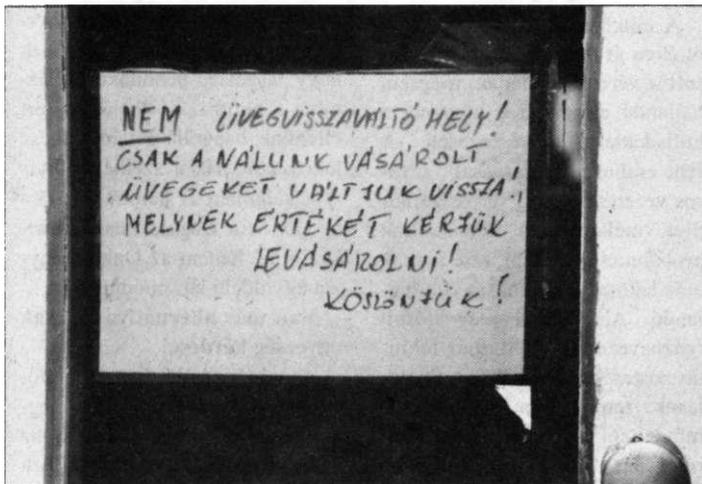 NEM ÜVEGVISSZAVÁLTÓ HELY!
CSAK A NÁLUNK VÁSÁROLT
ÜVEGEKET VÁLTJUK VISSZA!
MELYNEK ÉRTÉKÉT KÉRJÜK
LEVÁSÁROLNI!
KÖSZÖNJÜK!